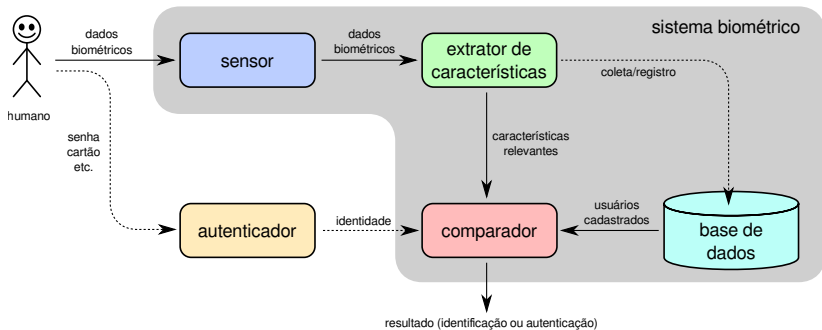 sistema biométrico
dados
biométricos
sensor
dados
biométricos
extrator de
características
coleta/registro
humano
senha
cartão
etc.
características
relevantes
autenticador
identidade
comparador
usuários
cadastrados
base de
dados
resultado (identificação ou autenticação)